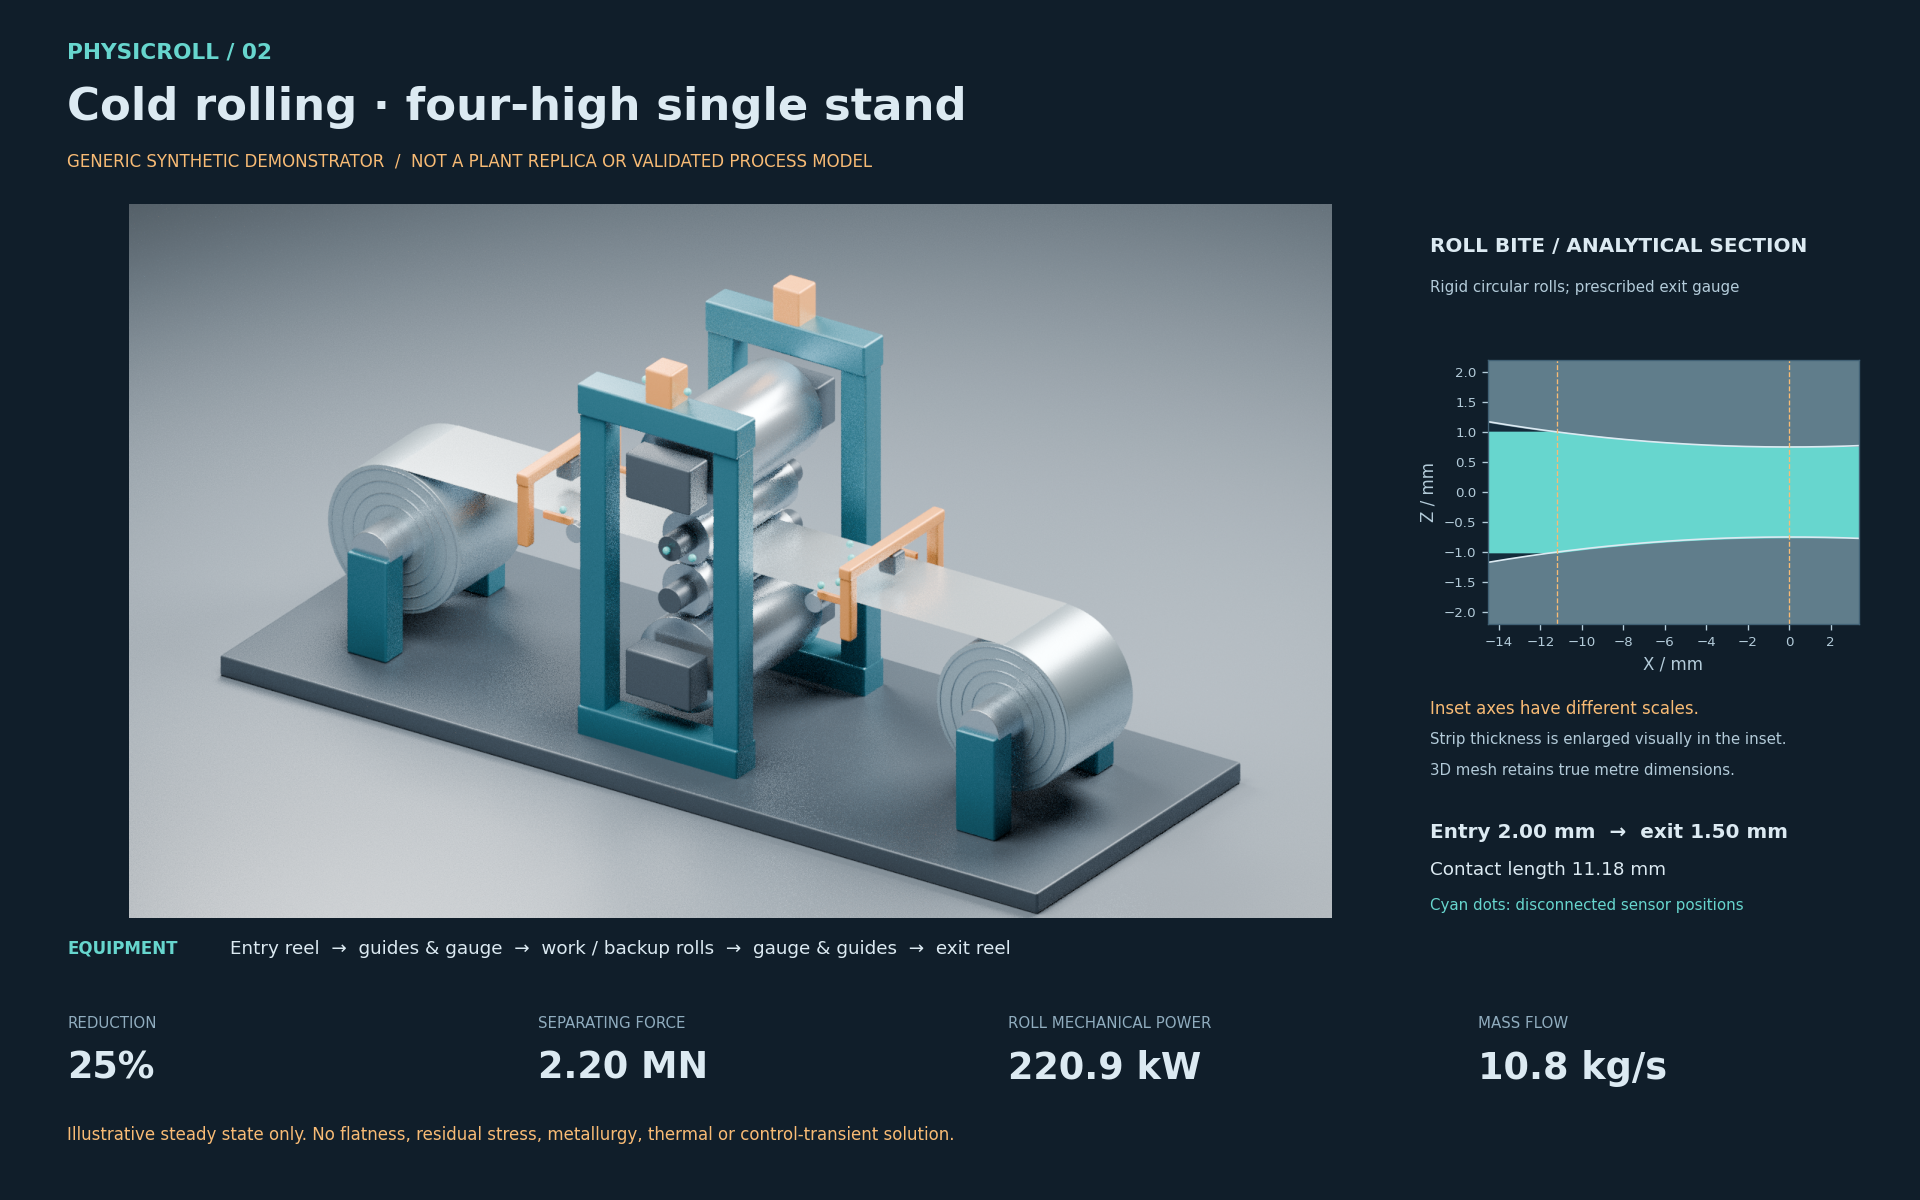 PHYSICROLL / 02
Cold rolling · four-high single stand
GENERIC SYNTHETIC DEMONSTRATOR / NOT A PLANT REPLICA OR VALIDATED PROCESS MODEL
ROLL BITE / ANALYTICAL SECTION
Rigid circular rolls; prescribed exit gauge
2.0
1.5
1.0
0.5
0.0
−0.5
−1.0
−1.5
−2.0
Z / mm
−14 −12 −10 −8 −6 −4 −2 0 2
X / mm
Inset axes have different scales.
Strip thickness is enlarged visually in the inset.
3D mesh retains true metre dimensions.
Entry 2.00 mm → exit 1.50 mm
Contact length 11.18 mm
Cyan dots: disconnected sensor positions
EQUIPMENT Entry reel → guides & gauge → work / backup rolls → gauge & guides → exit reel
REDUCTION
25%
SEPARATING FORCE
2.20 MN
ROLL MECHANICAL POWER
220.9 kW
MASS FLOW
10.8 kg/s
Illustrative steady state only. No flatness, residual stress, metallurgy, thermal or control-transient solution.